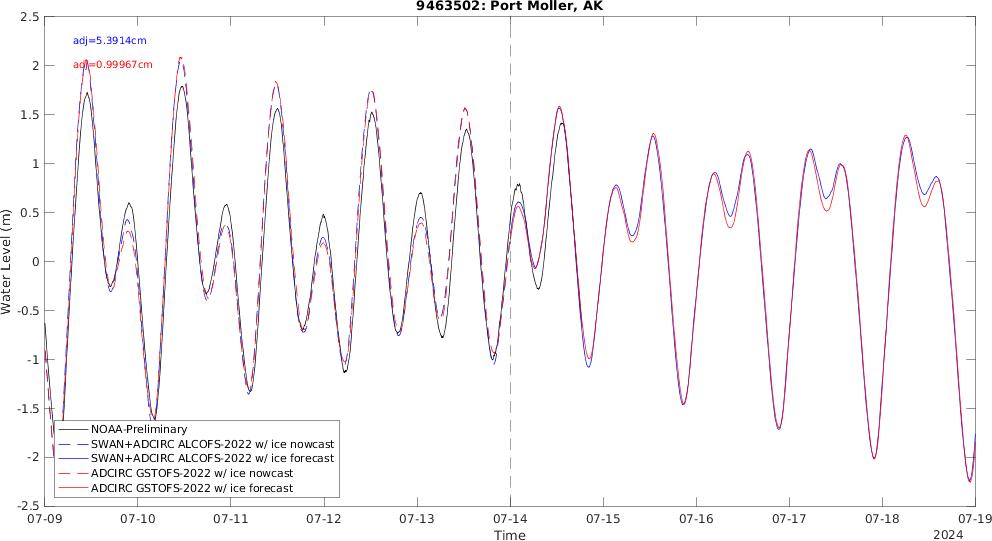 9463502: Port Moller, AK
adj=5.3914cm
adj=0.99967cm
Water Level (m)
2.5
2
1.5
1
0.5
0
-0.5
-1
-1.5
-2
-2.5
NOAA-Preliminary
SWAN+ADCIRC ALCOFS-2022 w/ ice nowcast
SWAN+ADCIRC ALCOFS-2022 w/ ice forecast
ADCIRC GSTOFS-2022 w/ ice nowcast
ADCIRC GSTOFS-2022 w/ ice forecast
07-09 07-10 07-11 07-12 07-13 07-14 07-15 07-16 07-17 07-18 07-19
Time
2024